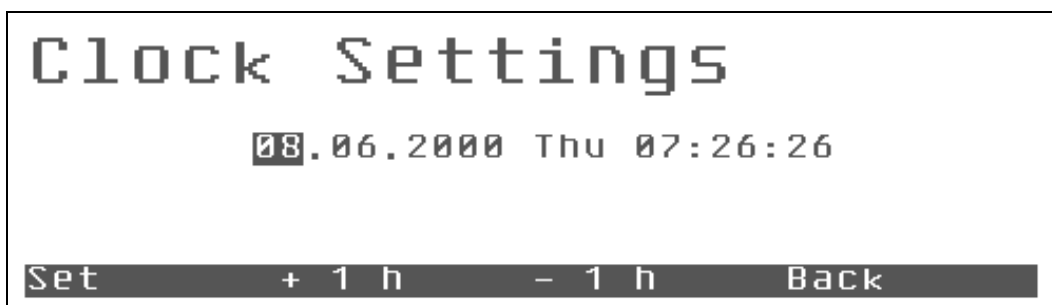 Clock Settings
08.06.2000 Thu 07:26:26
Set + 1 h - 1 h Back